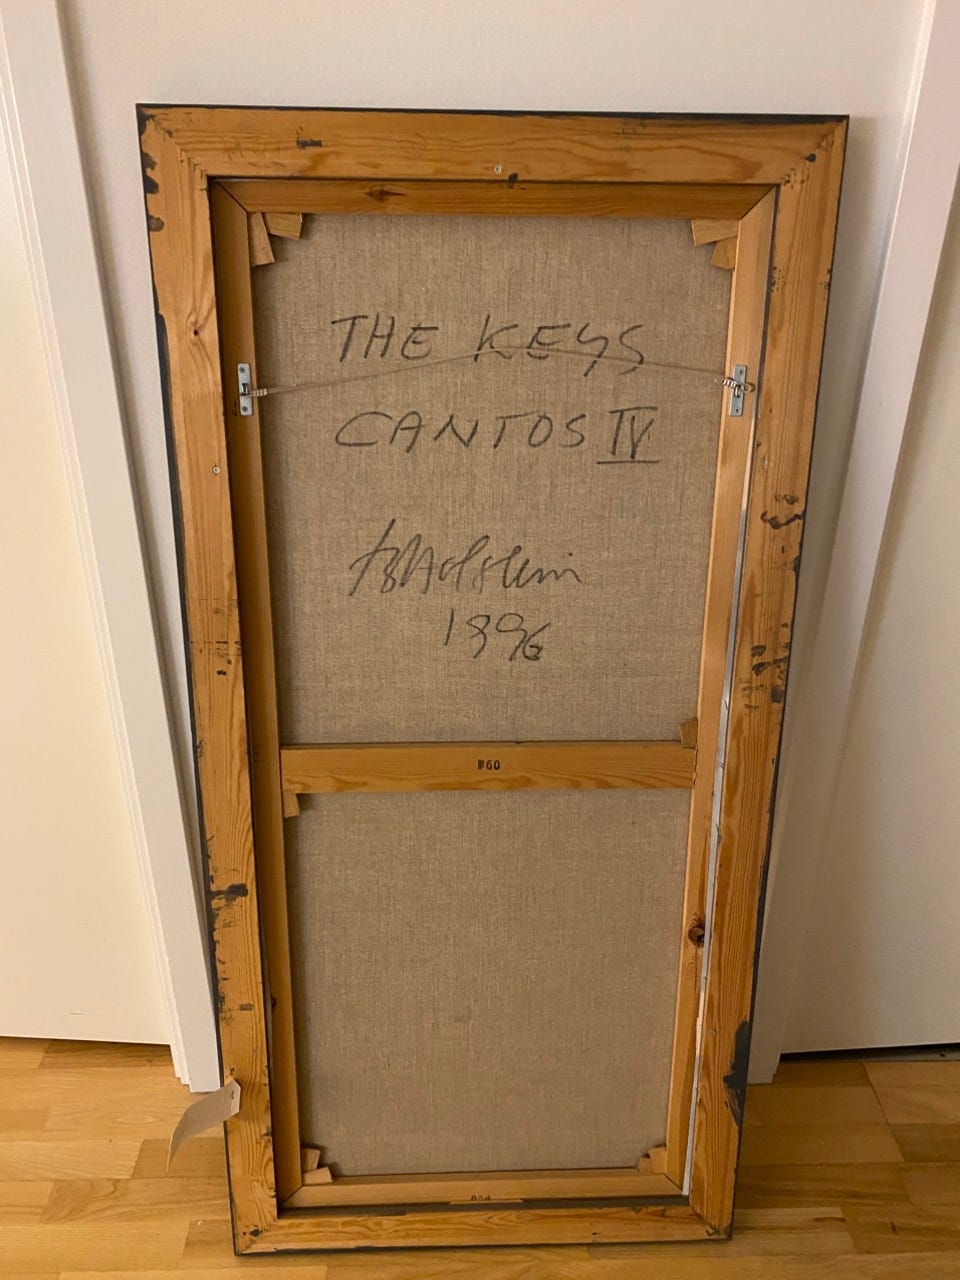 THE KEYS
CANTOS IV
1996
F60